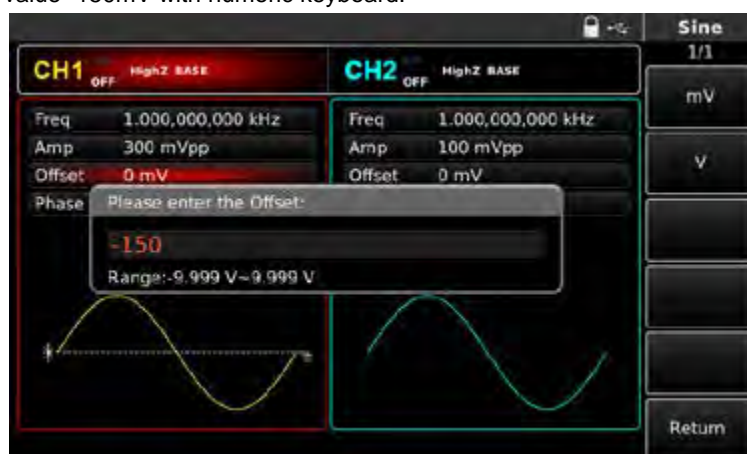 value -150mV with numeric keyboard.
Sine
1/1
CH1 OFF HighZ BASE
CH2 OFF HighZ BASE
mV
Freq 1.000,000,000 kHz
Freq 1.000,000,000 kHz
Amp 300 mVpp
Amp 100 mVpp
V
Offset 0 mV
Offset 0 mV
Phase
Please enter the Offset:
-150
Range:-9.999 V~9.999 V
Return